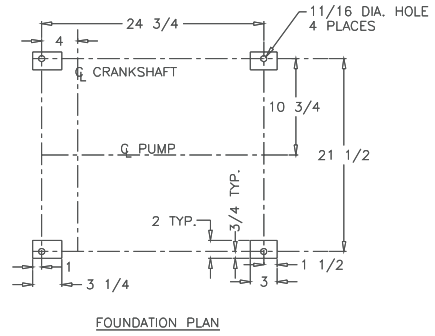 24 3/4
11/16 DIA. HOLE
4 PLACES
4
℄ CRANKSHAFT
10 3/4
℄ PUMP
21 1/2
3/4 TYP.
2 TYP.
1
1 1/2
3 1/4
3
FOUNDATION PLAN